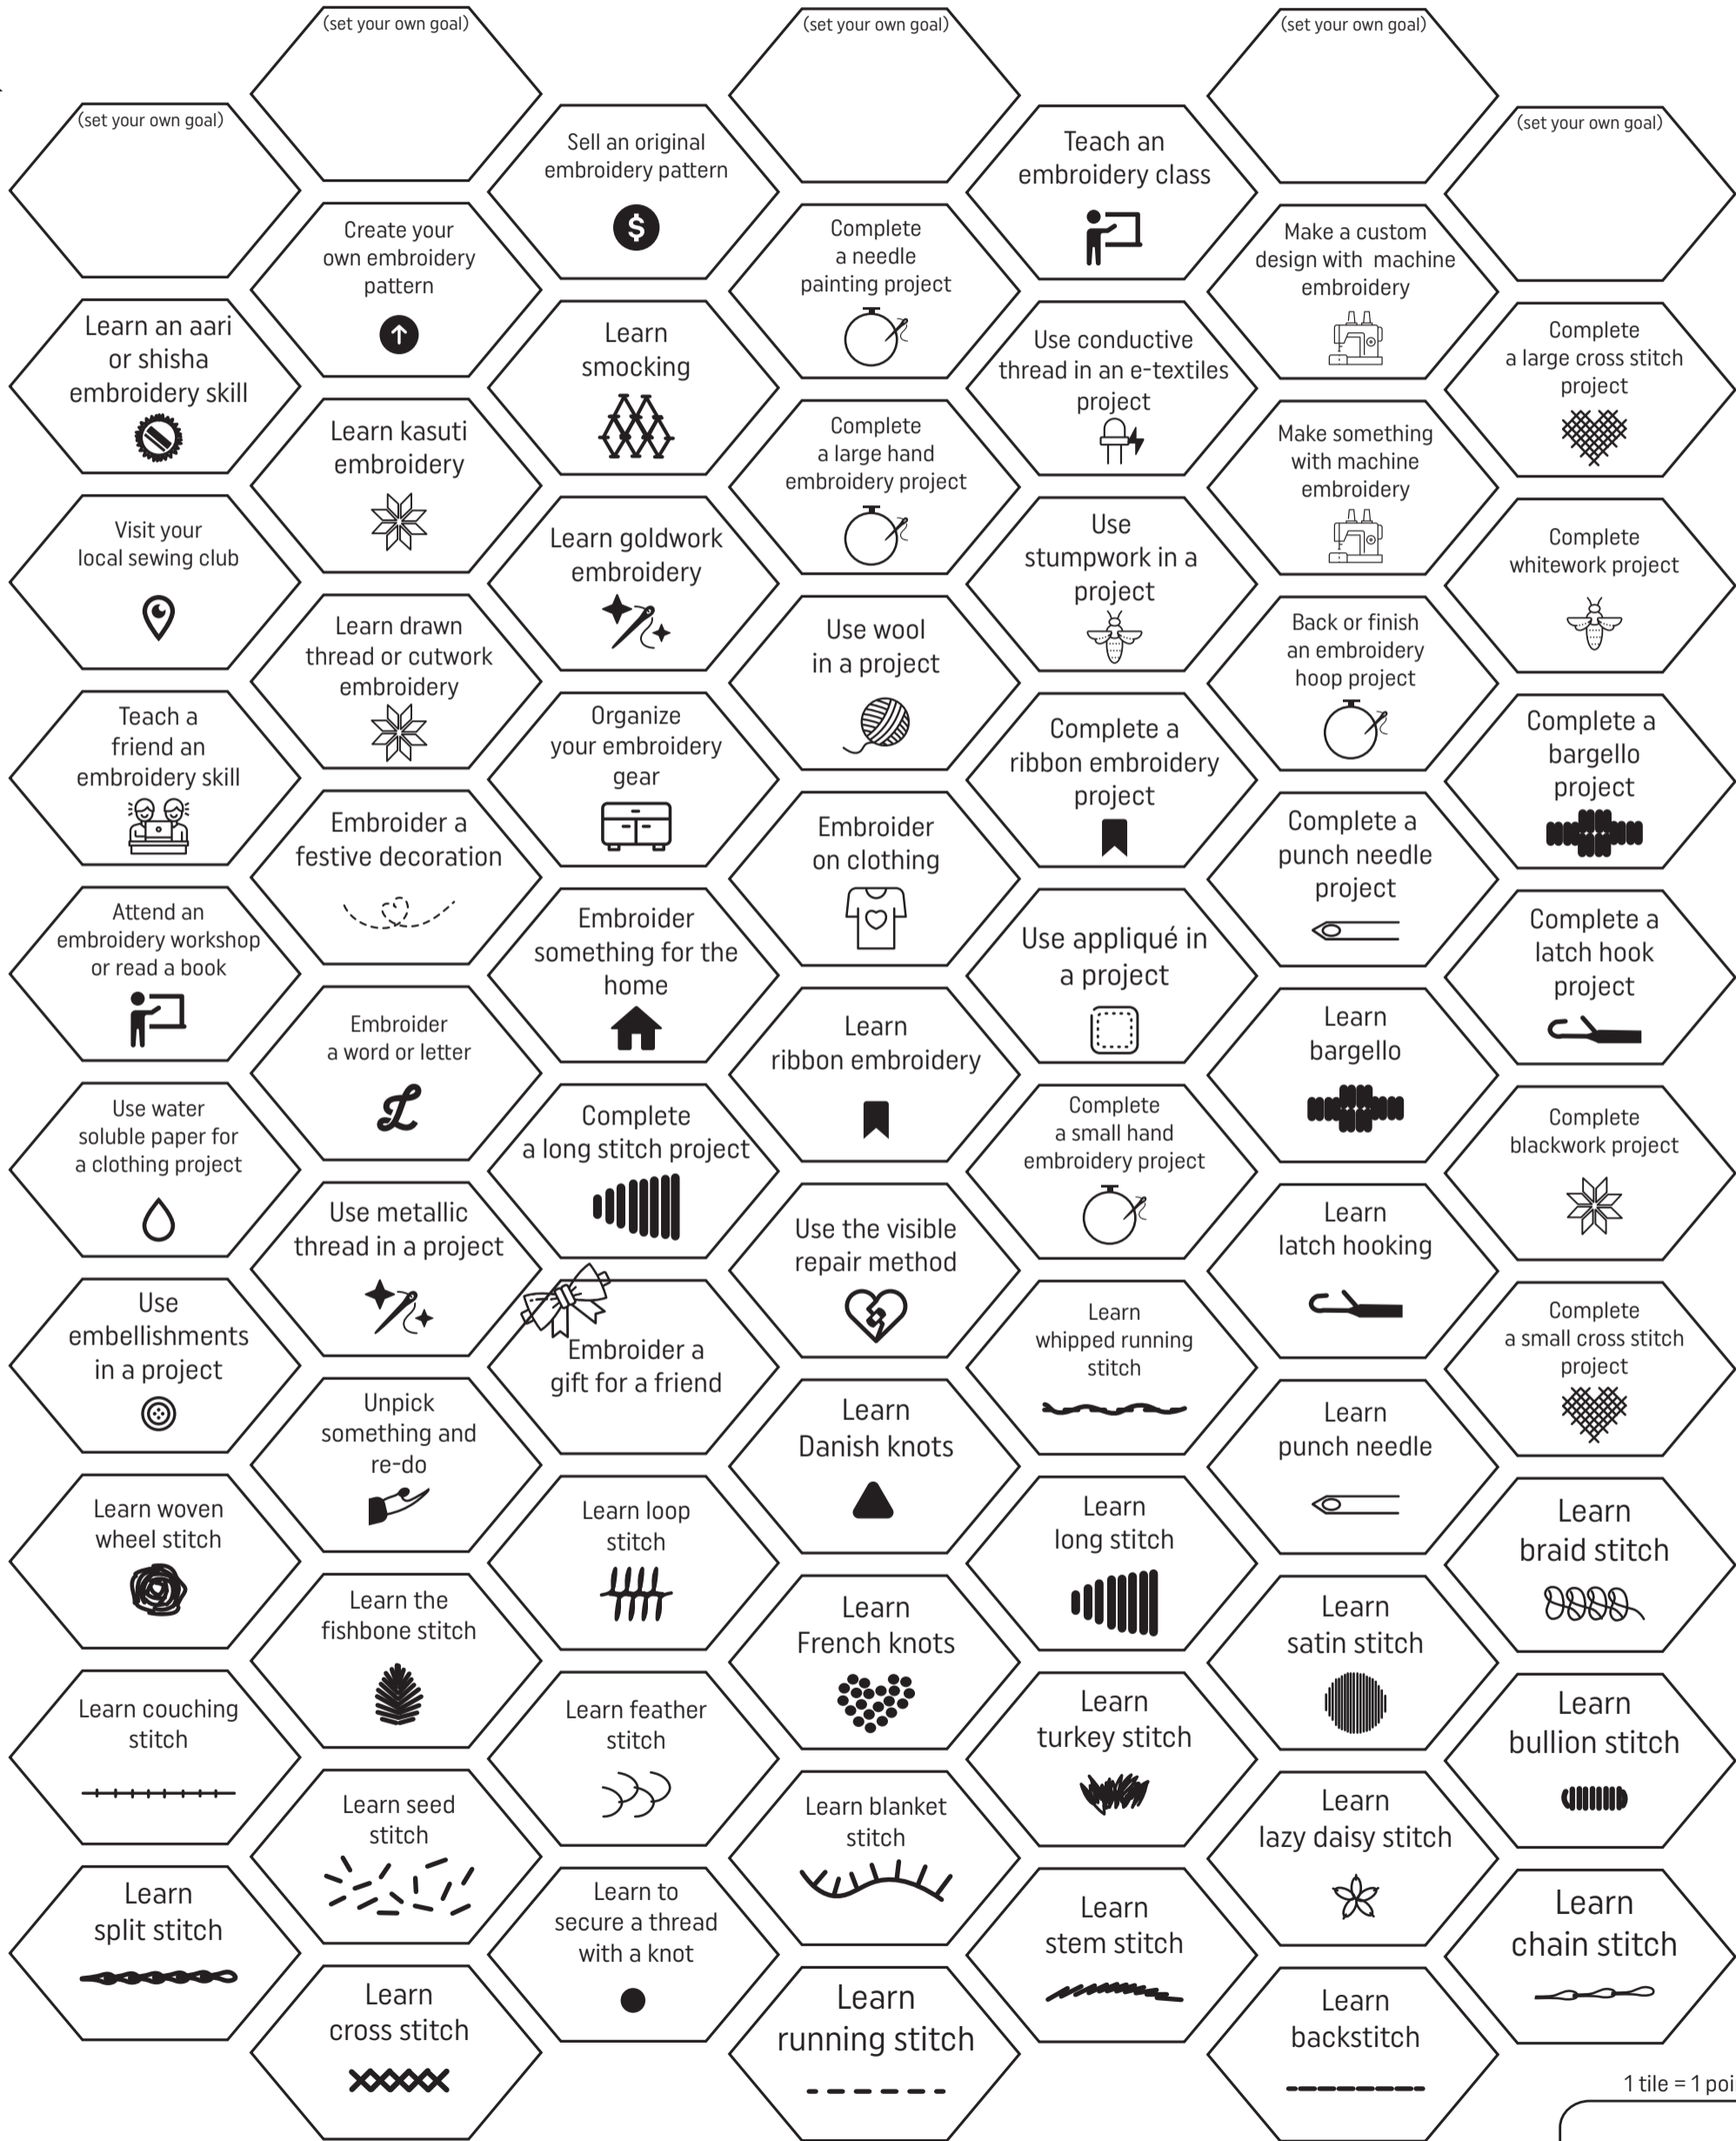 (set your own goal)
(set your own goal)
(set your own goal)
(set your own goal)
Sell an original
embroidery pattern
Teach an
embroidery class
(set your own goal)
Create your
own embroidery
pattern
Complete
a needle
painting project
Make a custom
design with machine
embroidery
Learn an aari
or shisha
embroidery skill
Learn
smocking
Use conductive
thread in an e-textiles
project
Complete
a large cross stitch
project
Learn kasuti
embroidery
Complete
a large hand
embroidery project
Make something
with machine
embroidery
Visit your
local sewing club
Learn goldwork
embroidery
Use
stumpwork in a
project
Complete
whitework project
Learn drawn
thread or cutwork
embroidery
Use wool
in a project
Back or finish
an embroidery
hoop project
Teach a
friend an
embroidery skill
Organize
your embroidery
gear
Complete a
ribbon embroidery
project
Complete a
bargello
project
Embroider a
festive decoration
Embroider
on clothing
Complete a
punch needle
project
Attend an
embroidery workshop
or read a book
Embroider
something for the
home
Use appliqué in
a project
Complete a
latch hook
project
Embroider
a word or letter
L
Learn
ribbon embroidery
Learn
bargello
Use water
soluble paper for
a clothing project
Complete
a long stitch project
Complete
a small hand
embroidery project
Complete
blackwork project
Use metallic
thread in a project
Use the visible
repair method
Learn
latch hooking
Use
embellishments
in a project
Embroider a
gift for a friend
Learn
whipped running
stitch
Complete
a small cross stitch
project
Unpick
something and
re-do
Learn
Danish knots
Learn
punch needle
Learn woven
wheel stitch
Learn loop
stitch
Learn
long stitch
Learn
braid stitch
Learn the
fishbone stitch
Learn
French knots
Learn
satin stitch
Learn couching
stitch
Learn feather
stitch
Learn
turkey stitch
Learn
bullion stitch
Learn seed
stitch
Learn blanket
stitch
Learn
lazy daisy stitch
Learn
split stitch
Learn to
secure a thread
with a knot
Learn
stem stitch
Learn
chain stitch
Learn
cross stitch
Learn
running stitch
Learn
backstitch
1 tile = 1 poi